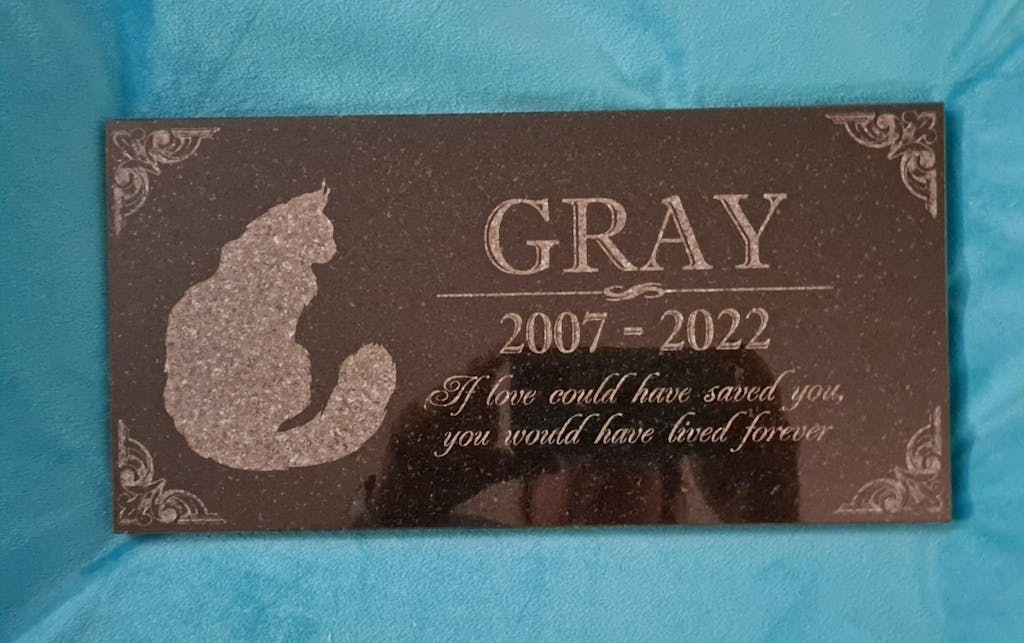 GRAY
2007 - 2022
If love could have saved you,
you would have lived forever